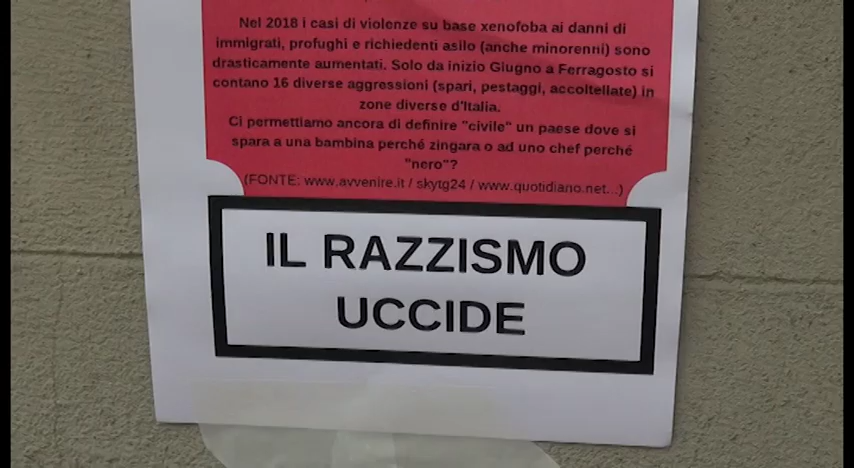 Nel 2018 i casi di violenze su base xenofoba ai danni di
immigrati, profughi e richiedenti asilo (anche minorenni) sono
drasticamente aumentati. Solo da inizio Giugno a Ferragosto si
contano 16 diverse aggressioni (spari, pestaggi, accoltellate) in
zone diverse d'Italia.
Ci permettiamo ancora di definire "civile" un paese dove si
spara a una bambina perché zingara o ad uno chef perché
"nero"?
(FONTE: www.avvenire.it / skytg24 / www.quotidiano.net...)
IL RAZZISMO
UCCIDE